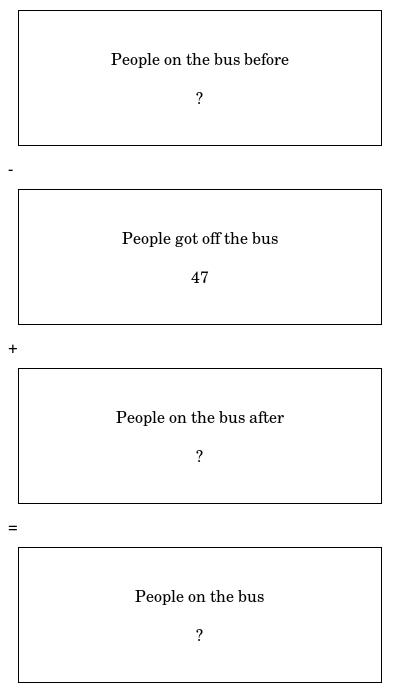 People on the bus before
?
-
People got off the bus
47
+
People on the bus after
?
=
People on the bus
?